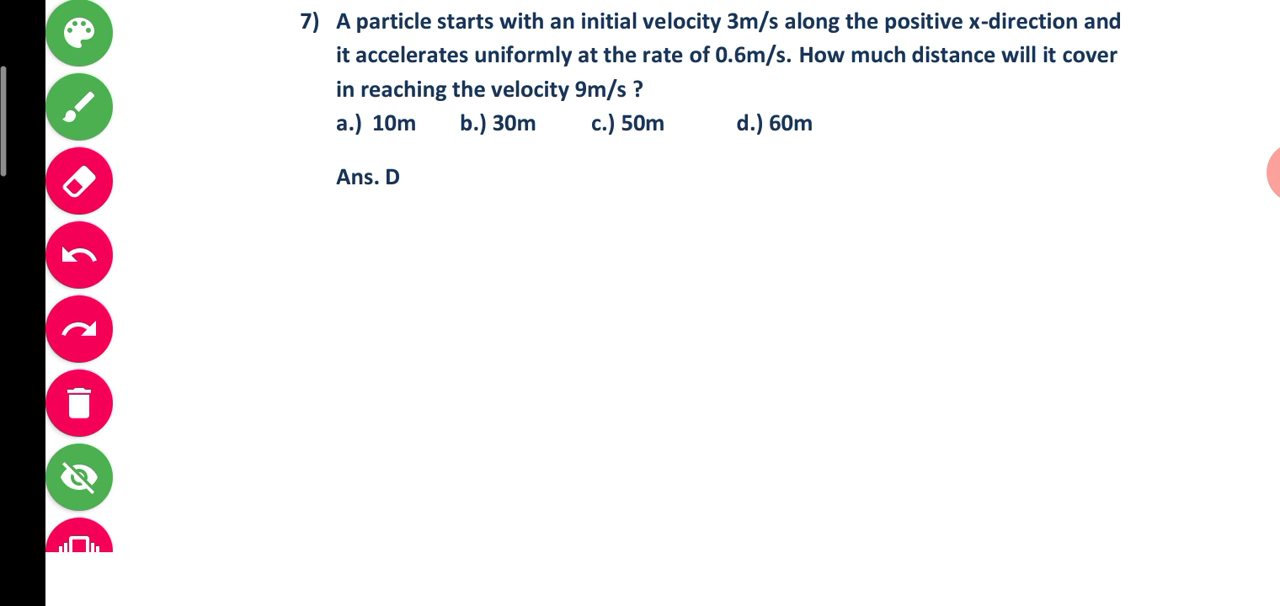 7) A particle starts with an initial velocity 3m/s along the positive x-direction and
it accelerates uniformly at the rate of 0.6m/s. How much distance will it cover
in reaching the velocity 9m/s ?
a.) 10m b.) 30m c.) 50m d.) 60m
Ans. D